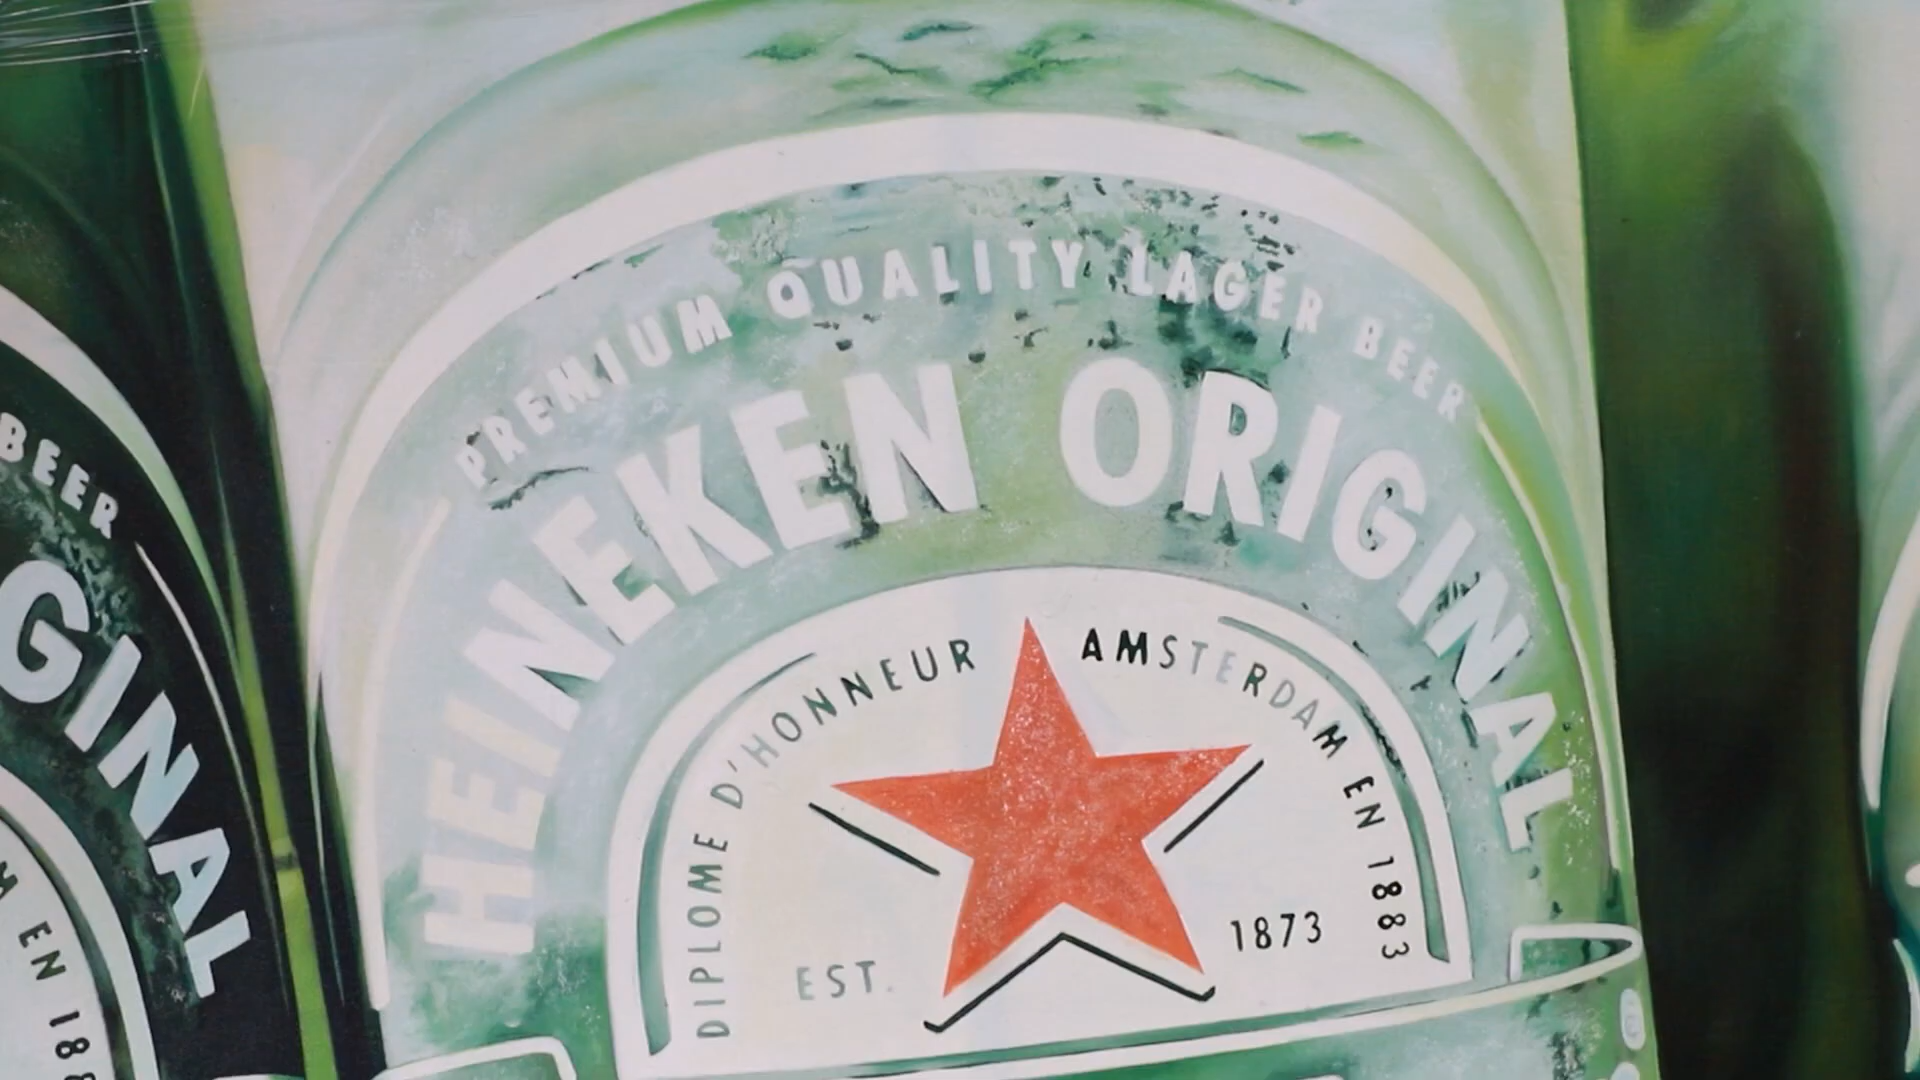 PREMIUM QUALITY LAGER BEER
HEINEKEN ORIGINAL
DIPLOME D'HONNEUR AMSTERDAM EN 1883
EST. 1873
BEER
GINAL
M EN 188